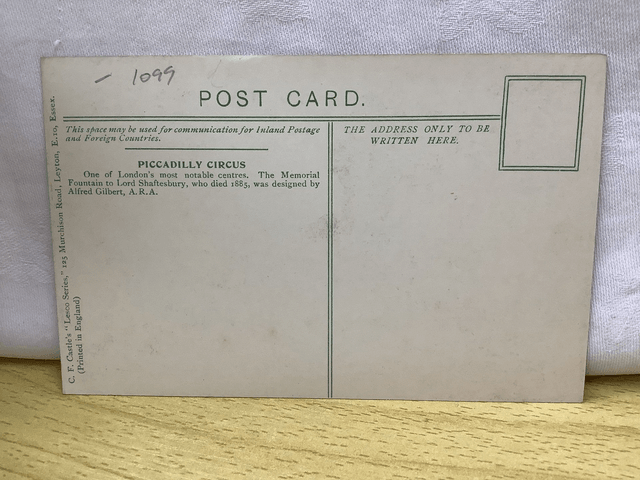 - 1099
POST CARD.
This space may be used for communication for Inland Postage
and Foreign Countries.
THE ADDRESS ONLY TO BE
WRITTEN HERE.
PICCADILLY CIRCUS
One of London's most notable centres. The Memorial
Fountain to Lord Shaftesbury, who died 1885, was designed by
Alfred Gilbert, A.R.A.
C. F. Castle's "Lesco Series," 125 Murchison Road, Leyton, E.10, Essex.
(Printed in England)